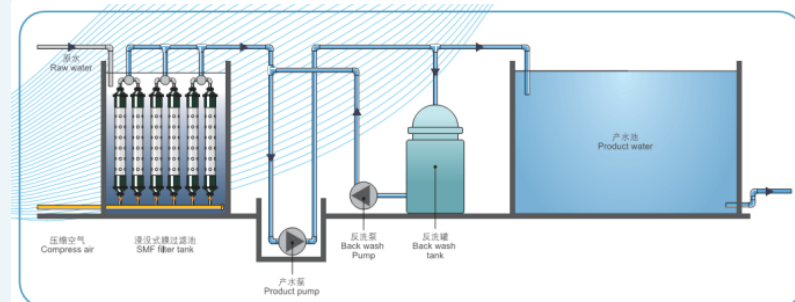 原水
Raw water
产水池
Product water
压缩空气
Compress air
浸没式膜过滤池
SMF filter tank
反洗泵
Back wash
Pump
反洗罐
Back wash
tank
产水泵
Product pump